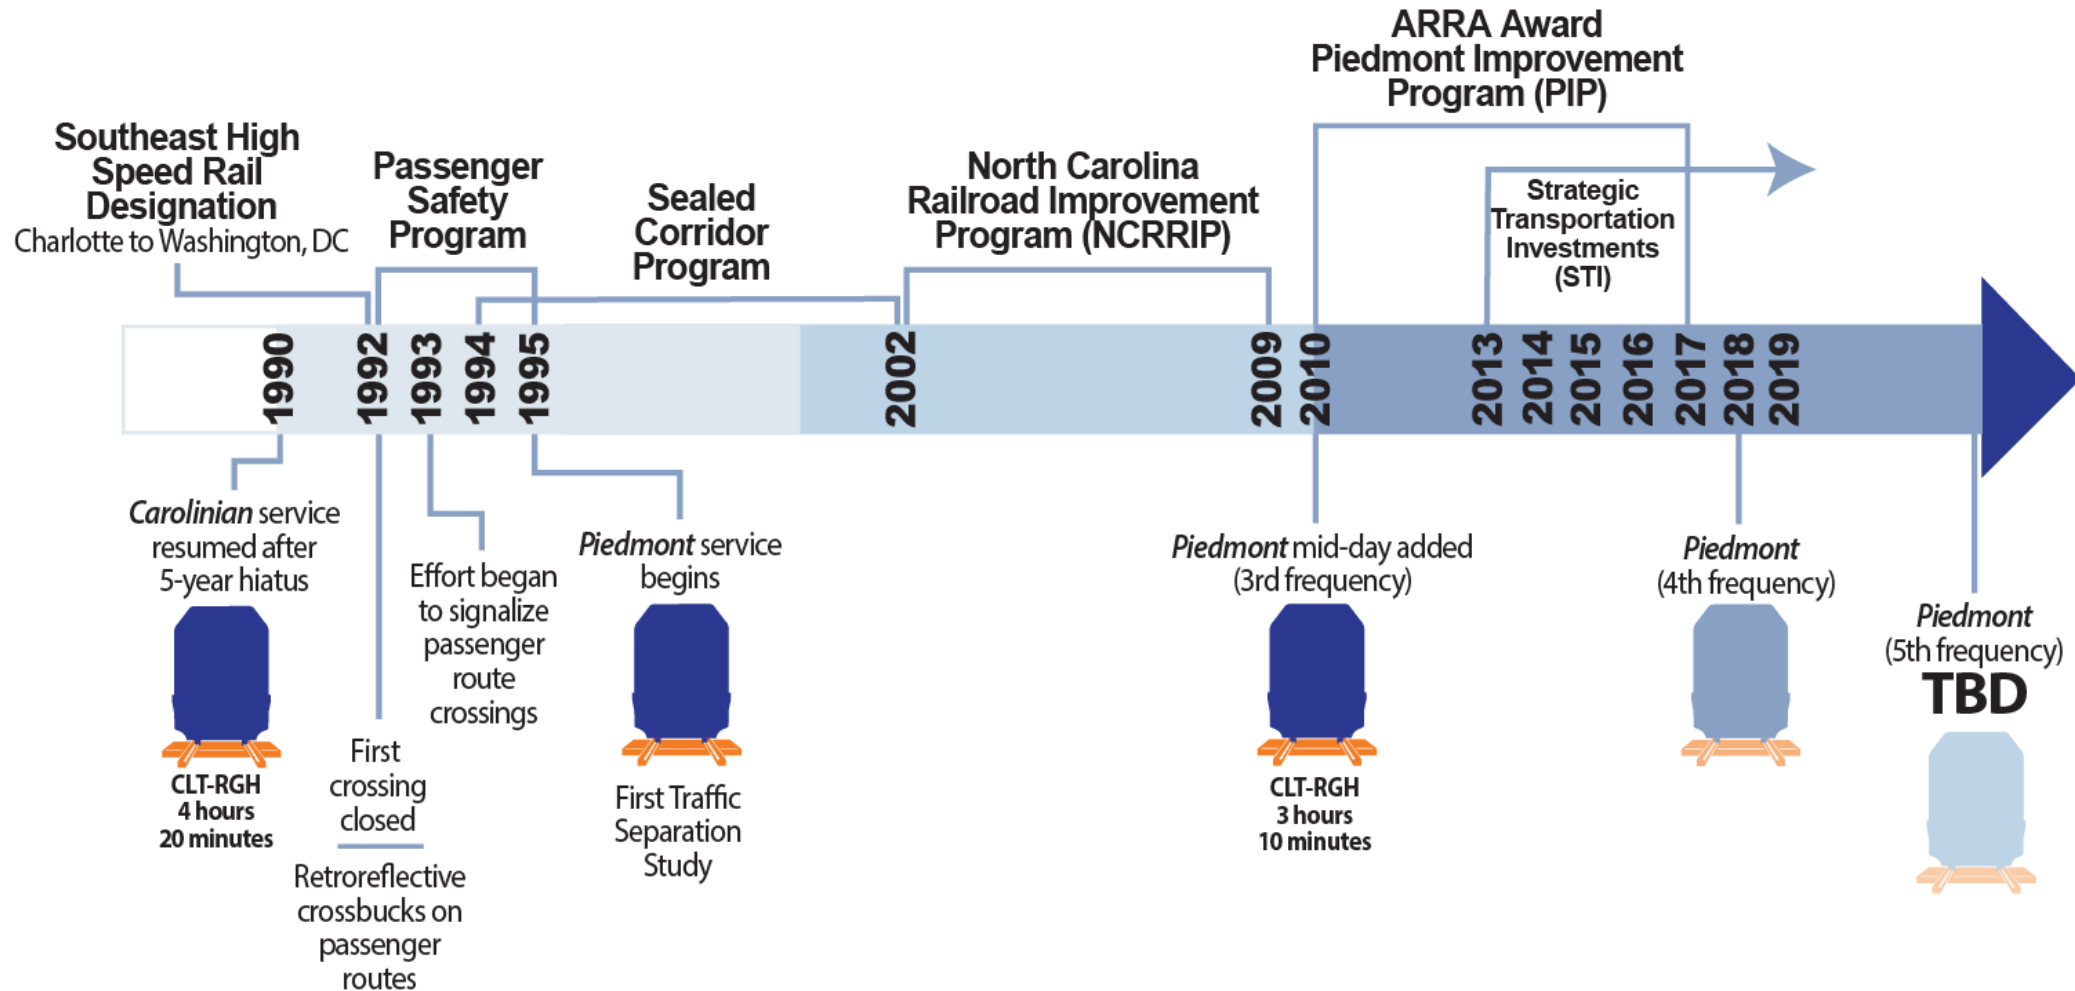 Southeast High
Speed Rail
Designation
Charlotte to Washington, DC
Passenger
Safety
Program
Sealed
Corridor
Program
North Carolina
Railroad Improvement
Program (NCRRIP)
ARRA Award
Piedmont Improvement
Program (PIP)
Strategic
Transportation
Investments
(STI)
1990
1992
1993
1994
1995
2002
2009
2010
2013
2014
2015
2016
2017
2018
2019
Carolinian service
resumed after
5-year hiatus
CLT-RGH
4 hours
20 minutes
First
crossing
closed
Retroreflective
crossbucks on
passenger
routes
Effort began
to signalize
passenger
route
crossings
Piedmont service
begins
First Traffic
Separation
Study
Piedmont mid-day added
(3rd frequency)
CLT-RGH
3 hours
10 minutes
Piedmont
(4th frequency)
Piedmont
(5th frequency)
TBD